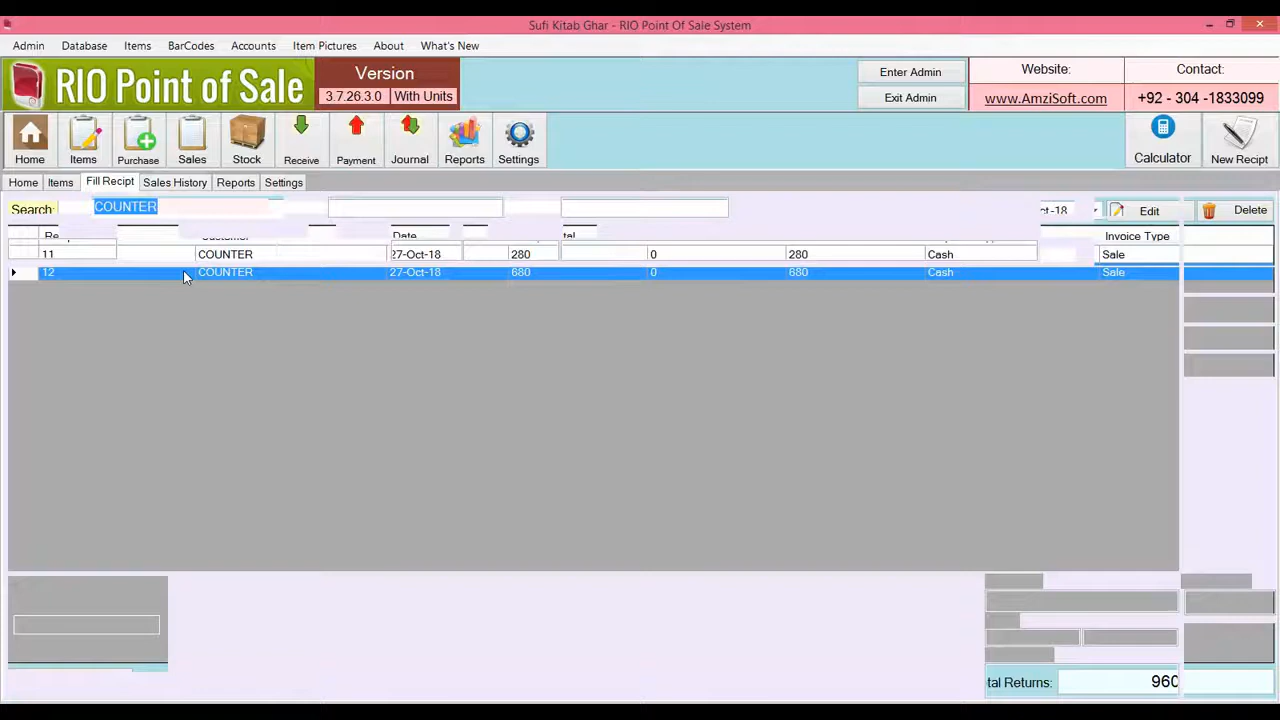 Sufi Kitab Ghar - RIO Point Of Sale System
Admin Database Items BarCodes Accounts Item Pictures About What's New
RIO Point of Sale
Version
3.7.26.3.0 With Units
Enter Admin
Exit Admin
Website:
www.AmziSoft.com
Contact:
+92 - 304 -1833099
Home Items Purchase Sales Stock Receive Payment Journal Reports Settings Calculator New Recipt
Home Items Fill Recipt Sales History Reports Settings
Search: COUNTER Edit Delete
Date Invoice Type
11 COUNTER 27-Oct-18 280 0 280 Cash Sale
12 COUNTER 27-Oct-18 680 0 680 Cash Sale
tal Returns: 960